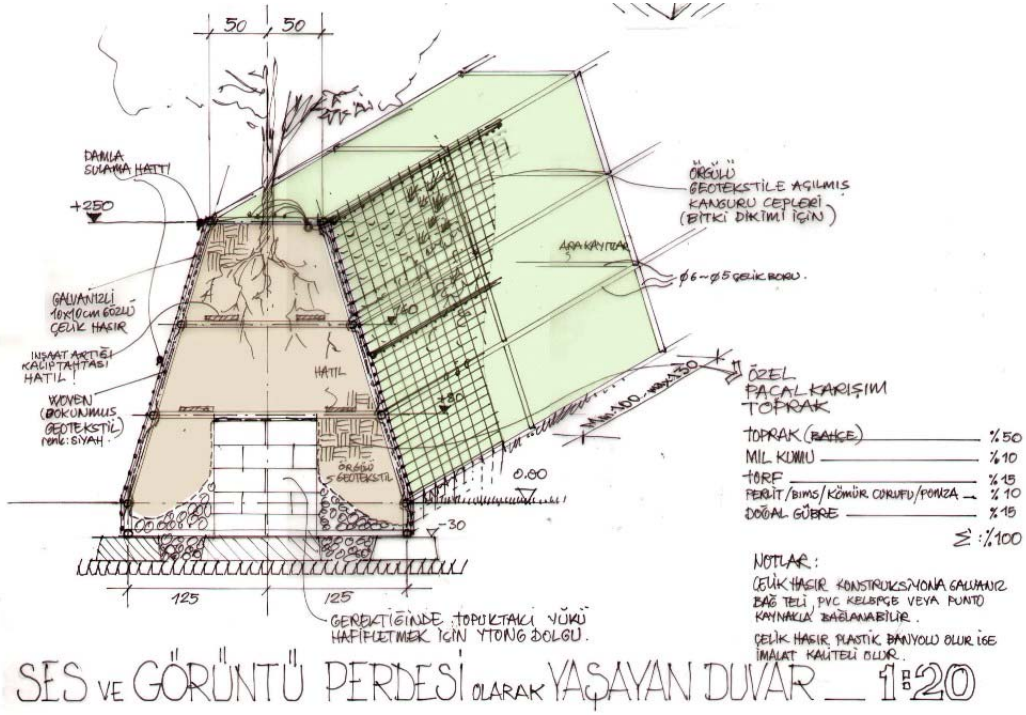 50 50
DAMLA
SULAMA HATTI
+250
GALVANİZLİ
10x10cm GÖZLÜ
ÇELİK HASIR
İNŞAAT ARTIĞI
KALIP TAHTASI
HATIL !
WOVEN
(DOKUNMUŞ
GEOTEKSTİL)
renk: SİYAH.
HATIL
+80
ÖRGÜLÜ
GEOTEKSTİL
0.00
-30
125 125
GEREKTİĞİNDE TOPUKTAKİ YÜKÜ
HAFİFLETMEK İÇİN YTONG DOLGU.
ÖRGÜLÜ
GEOTEKSTİLE AÇILMIŞ
KANGURU CEPLERİ
(BİTKİ DİKİMİ İÇİN)
ARA KAYITLAR
ø6~ø5 ÇELİK BORU.
ÖZEL
PAÇAL KARIŞIM
TOPRAK
TOPRAK (BAHÇE) %50
MİL KUMU %10
TORF %15
PERLİT/BİMS/KÖMÜR CURUFU/PONZA %10
DOĞAL GÜBRE %15
Σ:%100
NOTLAR:
ÇELİK HASIR KONSTRUKSİYONA GALVANİZ
BAĞ TELİ, PVC KELEPÇE VEYA PUNTO
KAYNAKLA BAĞLANABİLİR.
ÇELİK HASIR PLASTİK BANYOLU OLUR İSE
İMALAT KALİTELİ OLUR.
SES VE GÖRÜNTÜ PERDESİ OLARAK YAŞAYAN DUVAR _ 1:20